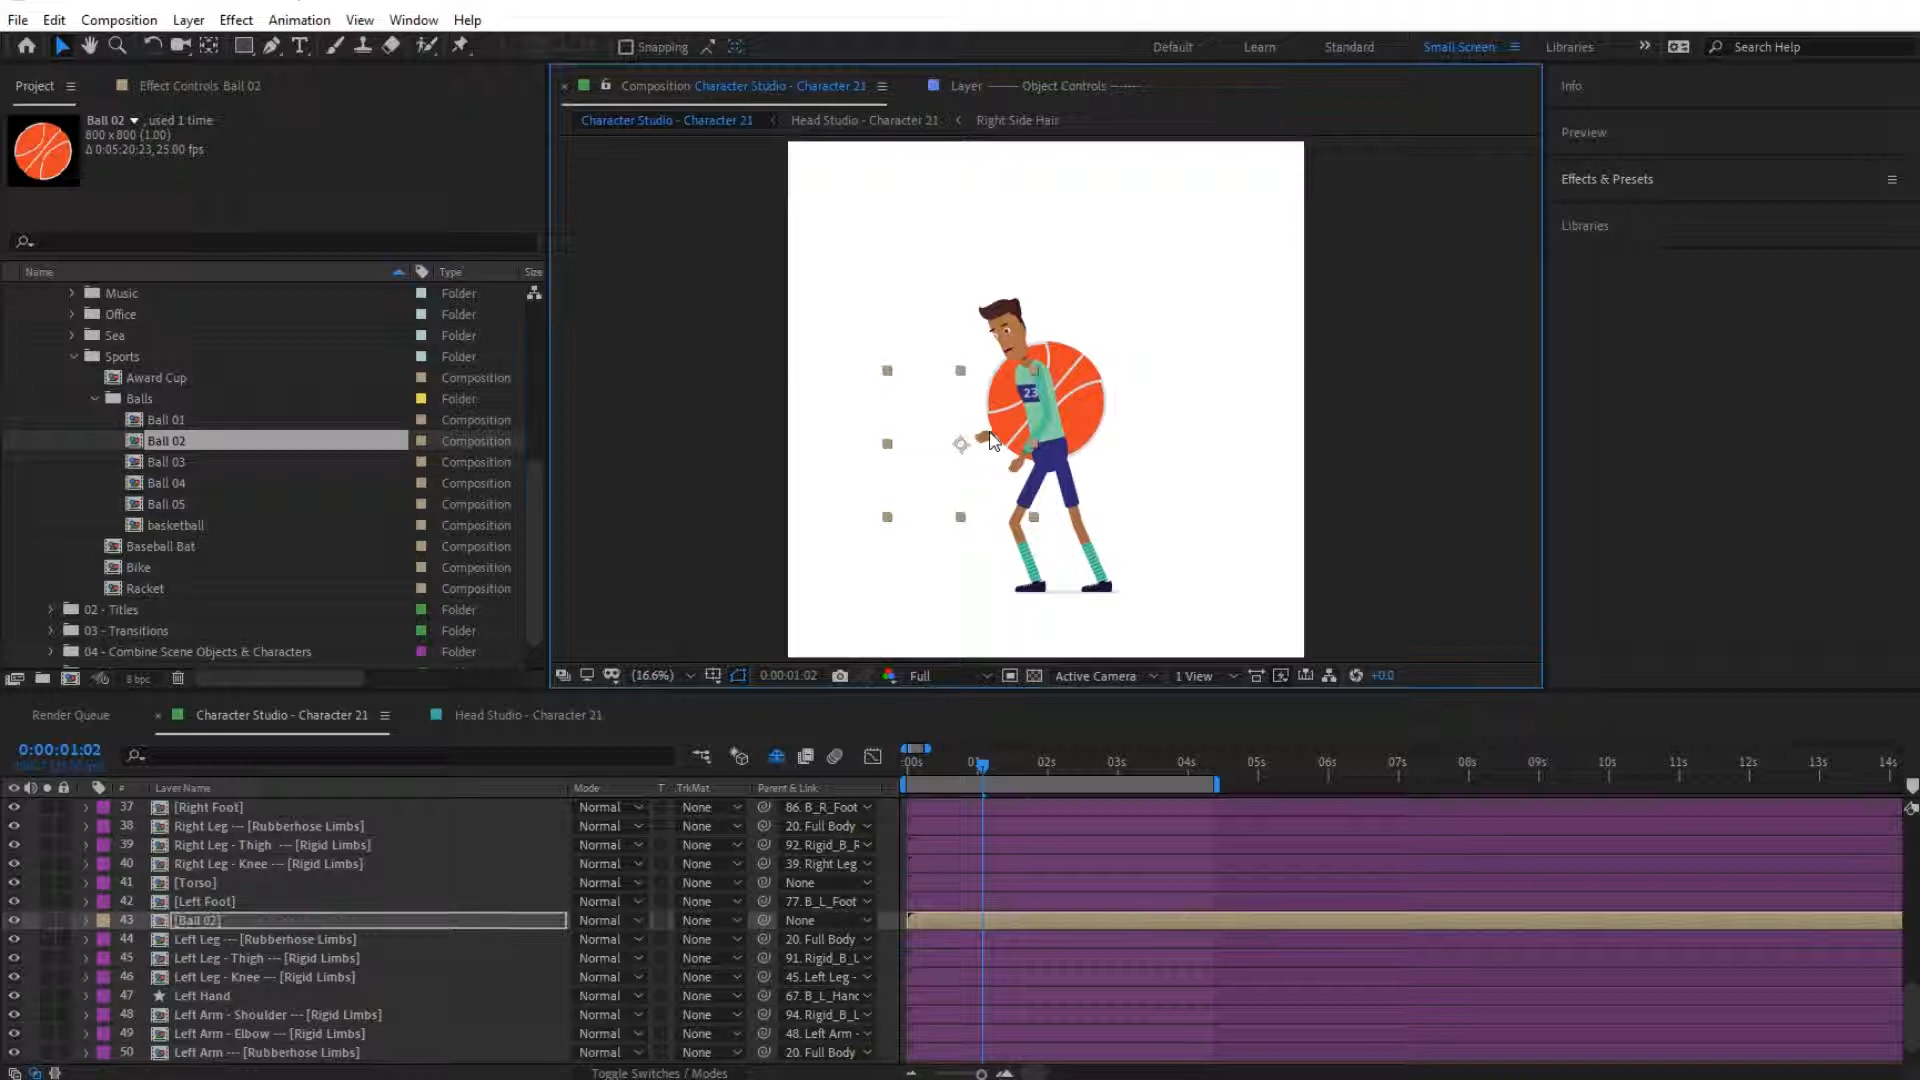 File Edit Composition Layer Effect Animation View Window Help
Snapping Default Learn Standard Small Screen Libraries Search Help
Project Effect Controls Ball 02 Composition Character Studio - Character 21 Layer Object Controls Info
Ball 02 , used 1 time
800 x 800 (1.00)
Δ 0:05:20:23, 25.00 fps
Character Studio - Character 21 Head Studio - Character 21 Right Side Hair
Preview
Effects & Presets
Libraries
Name Type Size
Music Folder
Office Folder
Sea Folder
Sports Folder
Award Cup Composition
Balls Folder
Ball 01 Composition
Ball 02 Composition
Ball 03 Composition
Ball 04 Composition
Ball 05 Composition
basketball Composition
Baseball Bat Composition
Bike Composition
Racket Composition
02 - Titles Folder
03 - Transitions Folder
04 - Combine Scene Objects & Characters Folder
8 bpc
23
(16.6%) 0:00:01:02 Full Active Camera 1 View +0.0
Render Queue Character Studio - Character 21 Head Studio - Character 21
0:00:01:02
:00s 01 02s 03s 04s 05s 06s 07s 08s 09s 10s 11s 12s 13s 14s
# Layer Name Mode T .TrkMat Parent & Link
37 [Right Foot] Normal None 86. B_R_Foot
38 Right Leg --- [Rubberhose Limbs] Normal None 20. Full Body
39 Right Leg - Thigh --- [Rigid Limbs] Normal None 92. Rigid_B_R
40 Right Leg - Knee --- [Rigid Limbs] Normal None 39. Right Leg
41 [Torso] Normal None None
42 [Left Foot] Normal None 77. B_L_Foot
43 [Ball 02] Normal None None
44 Left Leg --- [Rubberhose Limbs] Normal None 20. Full Body
45 Left Leg - Thigh --- [Rigid Limbs] Normal None 91. Rigid_B_L
46 Left Leg - Knee --- [Rigid Limbs] Normal None 45. Left Leg -
47 Left Hand Normal None 67. B_L_Hanc
48 Left Arm - Shoulder --- [Rigid Limbs] Normal None 94. Rigid_B_L
49 Left Arm - Elbow --- [Rigid Limbs] Normal None 48. Left Arm -
50 Left Arm --- [Rubberhose Limbs] Normal None 20. Full Body
Toggle Switches / Modes